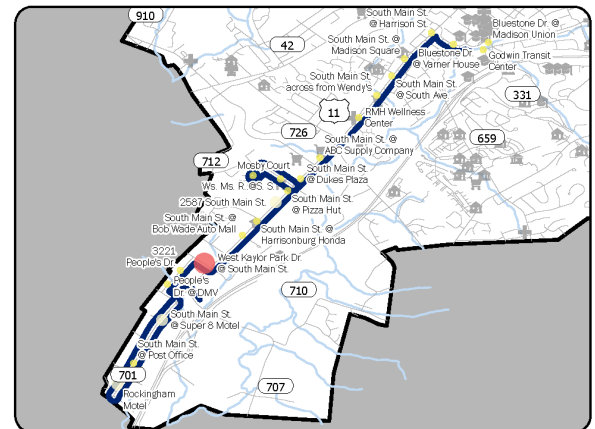 910
South Main St.
@ Harrison St.
Bluestone Dr. @
Madison Union
42
South Main St. @
Madison Square
Bluestone Dr.
@ Varner House
Godwin Transit
Center
South Main St.
across from Wendy's
South Main St.
@ South Ave.
331
11
RMH Wellness
Center
726
659
South Main St. @
ABC Supply Company
712
Mosby Court
South Main St.
@ Dukes Plaza
Ws. Ms. R. @S. S.
2587 South Main St.
South Main St.
@ Pizza Hut
South Main St. @
Bob Wade Auto Mall
South Main St. @
Harrisonburg Honda
3221
People's Dr.
West Kaylor Park Dr.
@ South Main St.
People's
Dr. @ DMV
710
South Main St.
@ Super 8 Motel
South Main St.
@ Post Office
701
707
Rockingham
Motel